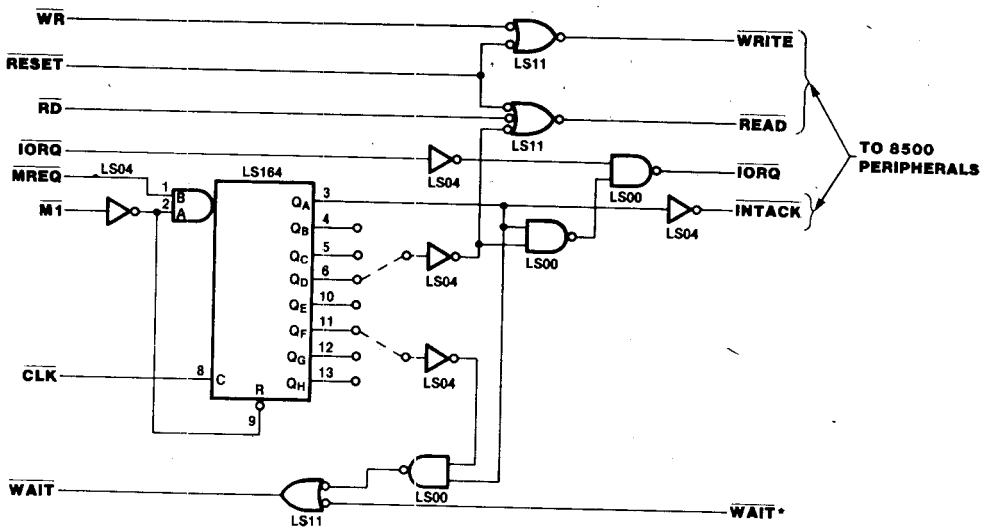 WR
LS11
WRITE
RESET
RD
LS11
READ
IORQ
LS04
LS00
IORQ
TO 8500
PERIPHERALS
MREQ
LS04
LS164
1
B
2
A
M1
QA 3
LS04
INTACK
QB 4
LS00
QC 5
QD 6
LS04
QE 10
QF 11
QG 12
LS04
QH 13
CLK
8
C
R
9
WAIT
LS11
LS00
WAIT*